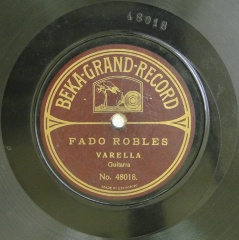 48018
BEKA-GRAND-RECORD
FADO ROBLES
VARELLA
Guitarra
No. 48018.